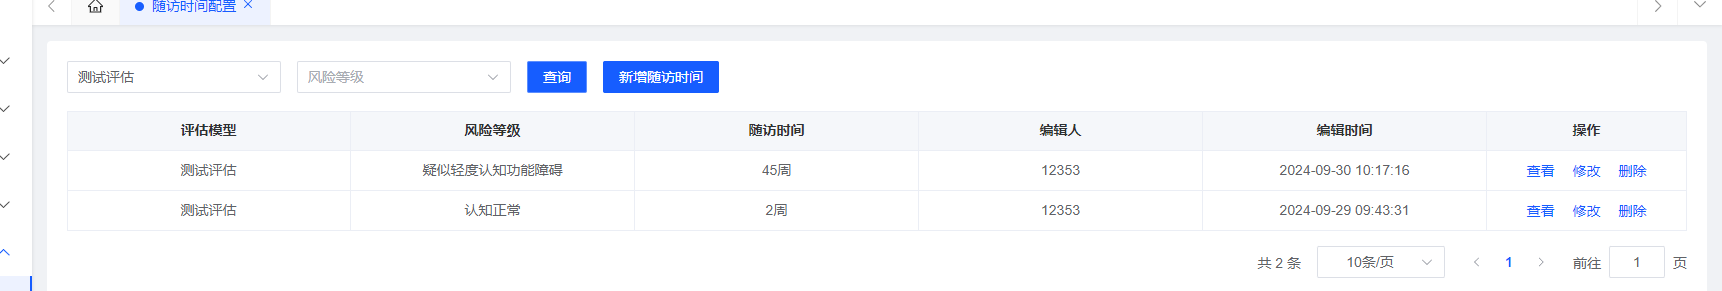 随访时间配置
测试评估 风险等级 查询 新增随访时间
评估模型 风险等级 随访时间 编辑人 编辑时间 操作
测试评估 疑似轻度认知功能障碍 45周 12353 2024-09-30 10:17:16 查看 修改 删除
测试评估 认知正常 2周 12353 2024-09-29 09:43:31 查看 修改 删除
共 2 条 10条/页 1 前往 1 页